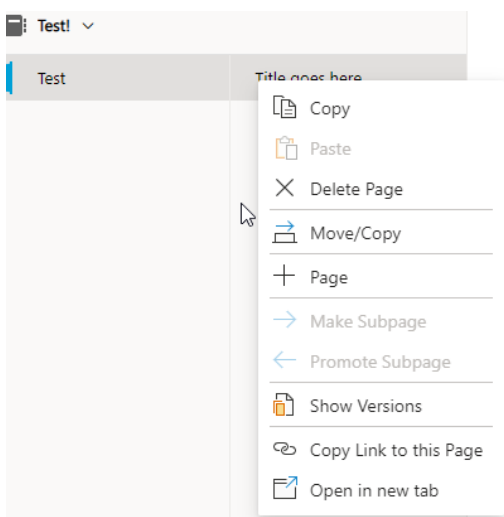 Test!
Test
Title goes here
Copy
Paste
Delete Page
Move/Copy
Page
Make Subpage
Promote Subpage
Show Versions
Copy Link to this Page
Open in new tab